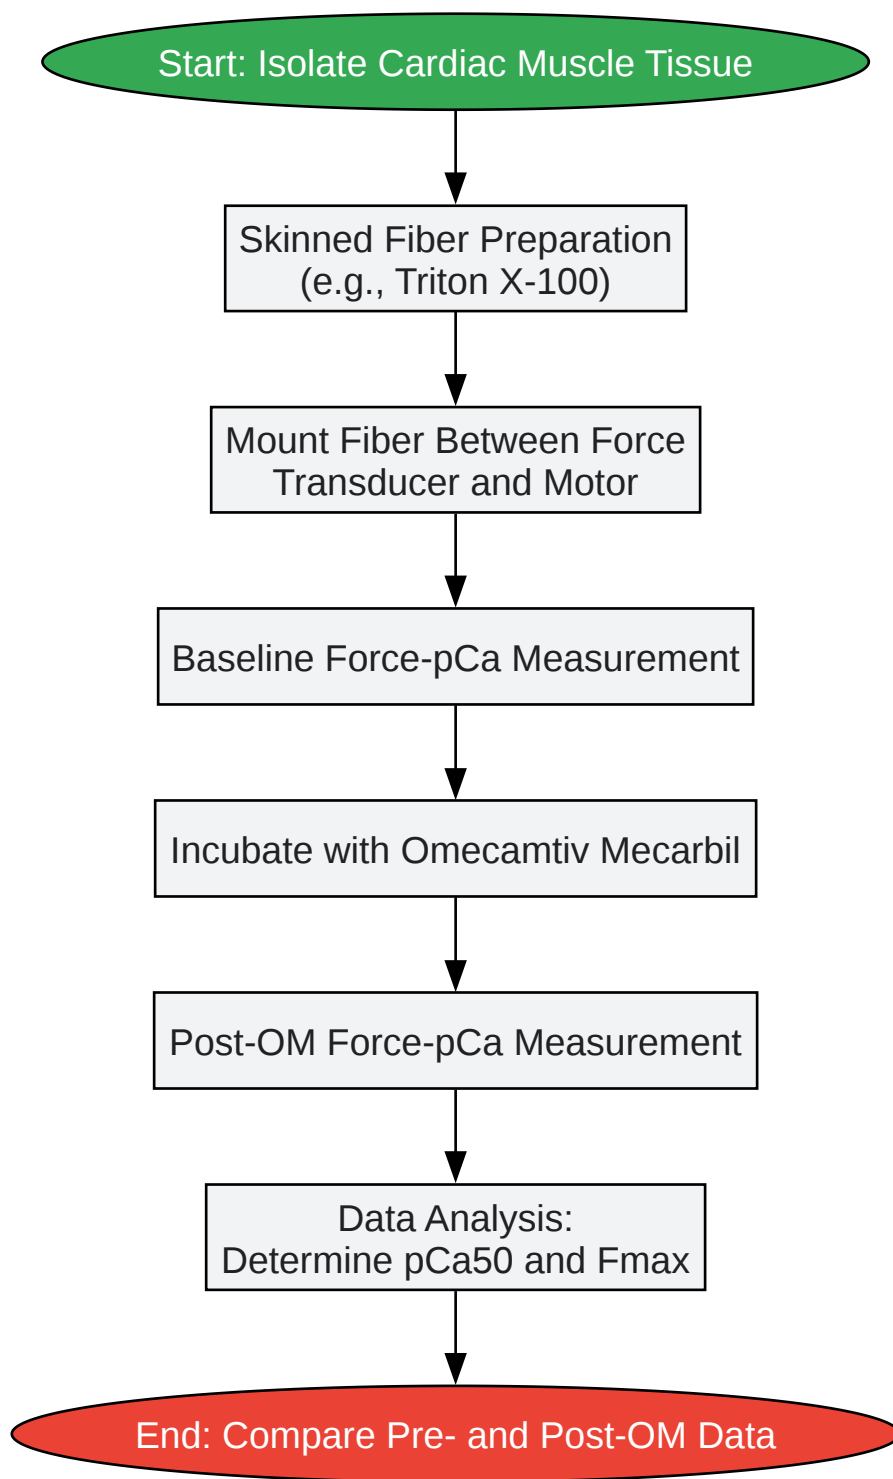 Start: Isolate Cardiac Muscle Tissue
Skinned Fiber Preparation
(e.g., Triton X-100)
Mount Fiber Between Force
Transducer and Motor
Baseline Force-pCa Measurement
Incubate with Omecamtiv Mecarbil
Post-OM Force-pCa Measurement
Data Analysis:
Determine pCa50 and Fmax
End: Compare Pre- and Post-OM Data